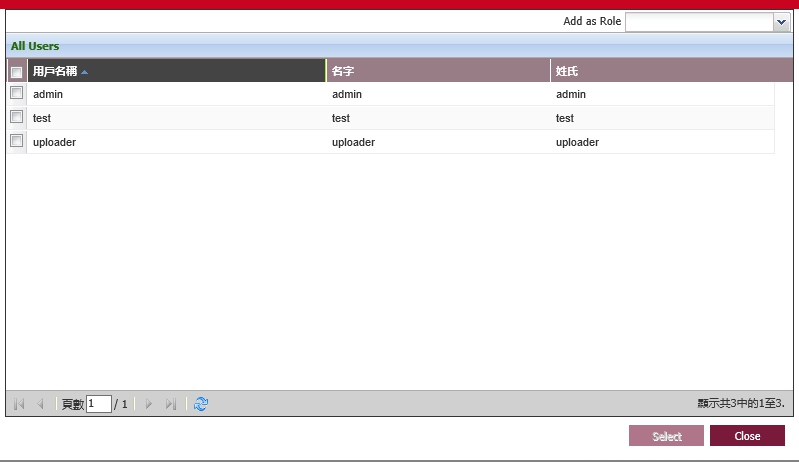 Add as Role
All Users
用戶名稱 名字 姓氏
admin admin admin
test test test
uploader uploader uploader
頁數 1 / 1 顯示共3中的1至3.
Select Close